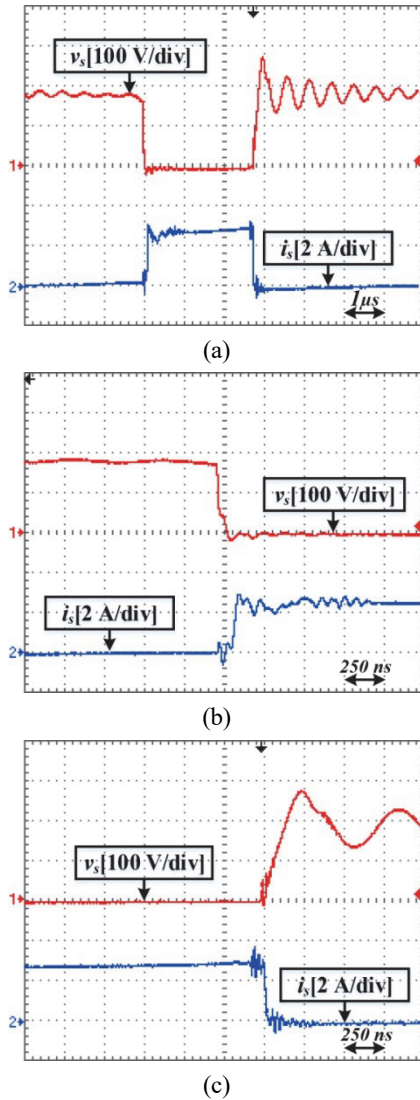 vₛ[100 V/div]
1
iₛ[2 A/div]
2
1μs
(a)
vₛ[100 V/div]
1
iₛ[2 A/div]
2
250 ns
(b)
vₛ[100 V/div]
1
iₛ[2 A/div]
2
250 ns
(c)